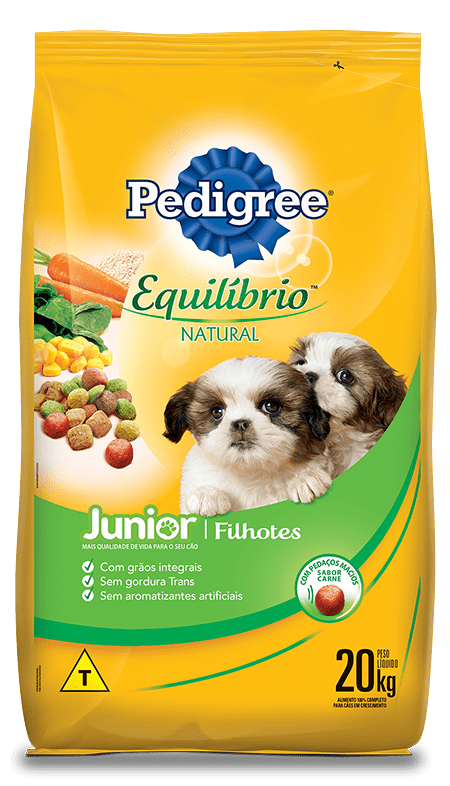 Pedigree®
Equilíbrio™
NATURAL
Junior | Filhotes
MAIS QUALIDADE DE VIDA PARA O SEU CÃO
Com grãos integrais
Sem gordura Trans
Sem aromatizantes artificiais
COM PEDAÇOS MACIOS
SABOR
CARNE
T
20kg
PESO
LÍQUIDO
ALIMENTO 100% COMPLETO
PARA CÃES EM CRESCIMENTO